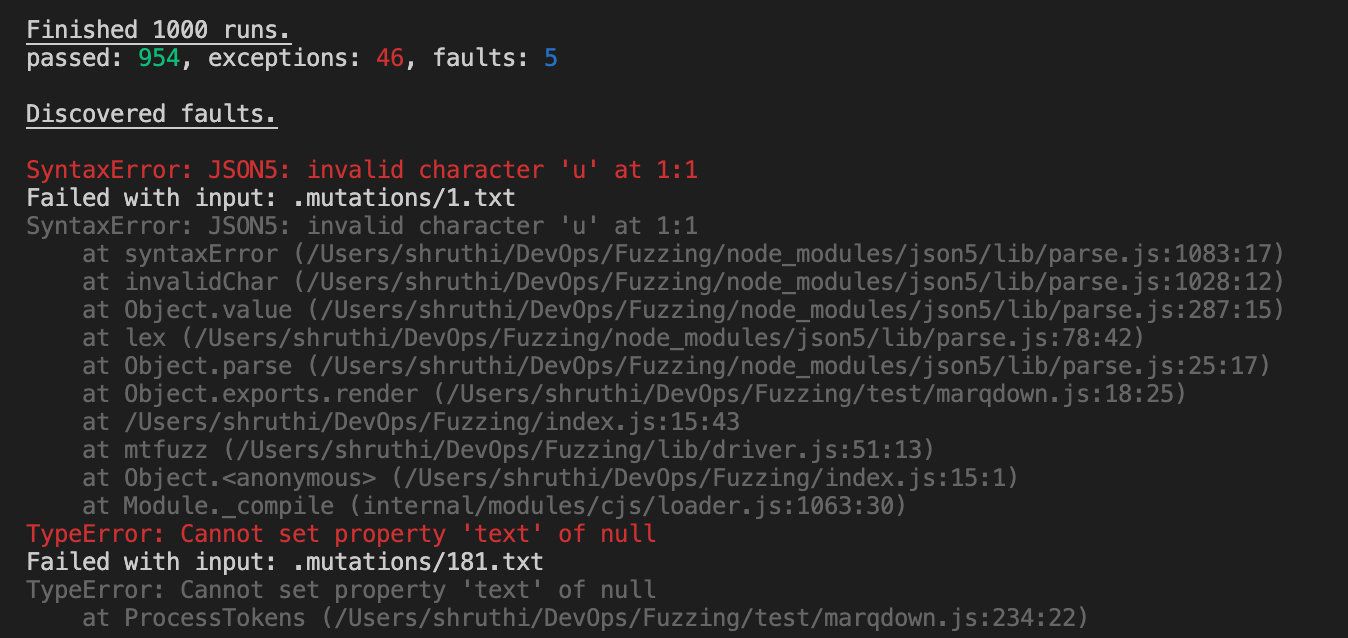 Finished 1000 runs.
passed: 954, exceptions: 46, faults: 5
Discovered faults.
SyntaxError: JSON5: invalid character 'u' at 1:1
Failed with input: .mutations/1.txt
SyntaxError: JSON5: invalid character 'u' at 1:1
    at syntaxError (/Users/shruthi/DevOps/Fuzzing/node_modules/json5/lib/parse.js:1083:17)
    at invalidChar (/Users/shruthi/DevOps/Fuzzing/node_modules/json5/lib/parse.js:1028:12)
    at Object.value (/Users/shruthi/DevOps/Fuzzing/node_modules/json5/lib/parse.js:287:15)
    at lex (/Users/shruthi/DevOps/Fuzzing/node_modules/json5/lib/parse.js:78:42)
    at Object.parse (/Users/shruthi/DevOps/Fuzzing/node_modules/json5/lib/parse.js:25:17)
    at Object.exports.render (/Users/shruthi/DevOps/Fuzzing/test/marqdown.js:18:25)
    at /Users/shruthi/DevOps/Fuzzing/index.js:15:43
    at mtfuzz (/Users/shruthi/DevOps/Fuzzing/lib/driver.js:51:13)
    at Object.<anonymous> (/Users/shruthi/DevOps/Fuzzing/index.js:15:1)
    at Module._compile (internal/modules/cjs/loader.js:1063:30)
TypeError: Cannot set property 'text' of null
Failed with input: .mutations/181.txt
TypeError: Cannot set property 'text' of null
    at ProcessTokens (/Users/shruthi/DevOps/Fuzzing/test/marqdown.js:234:22)